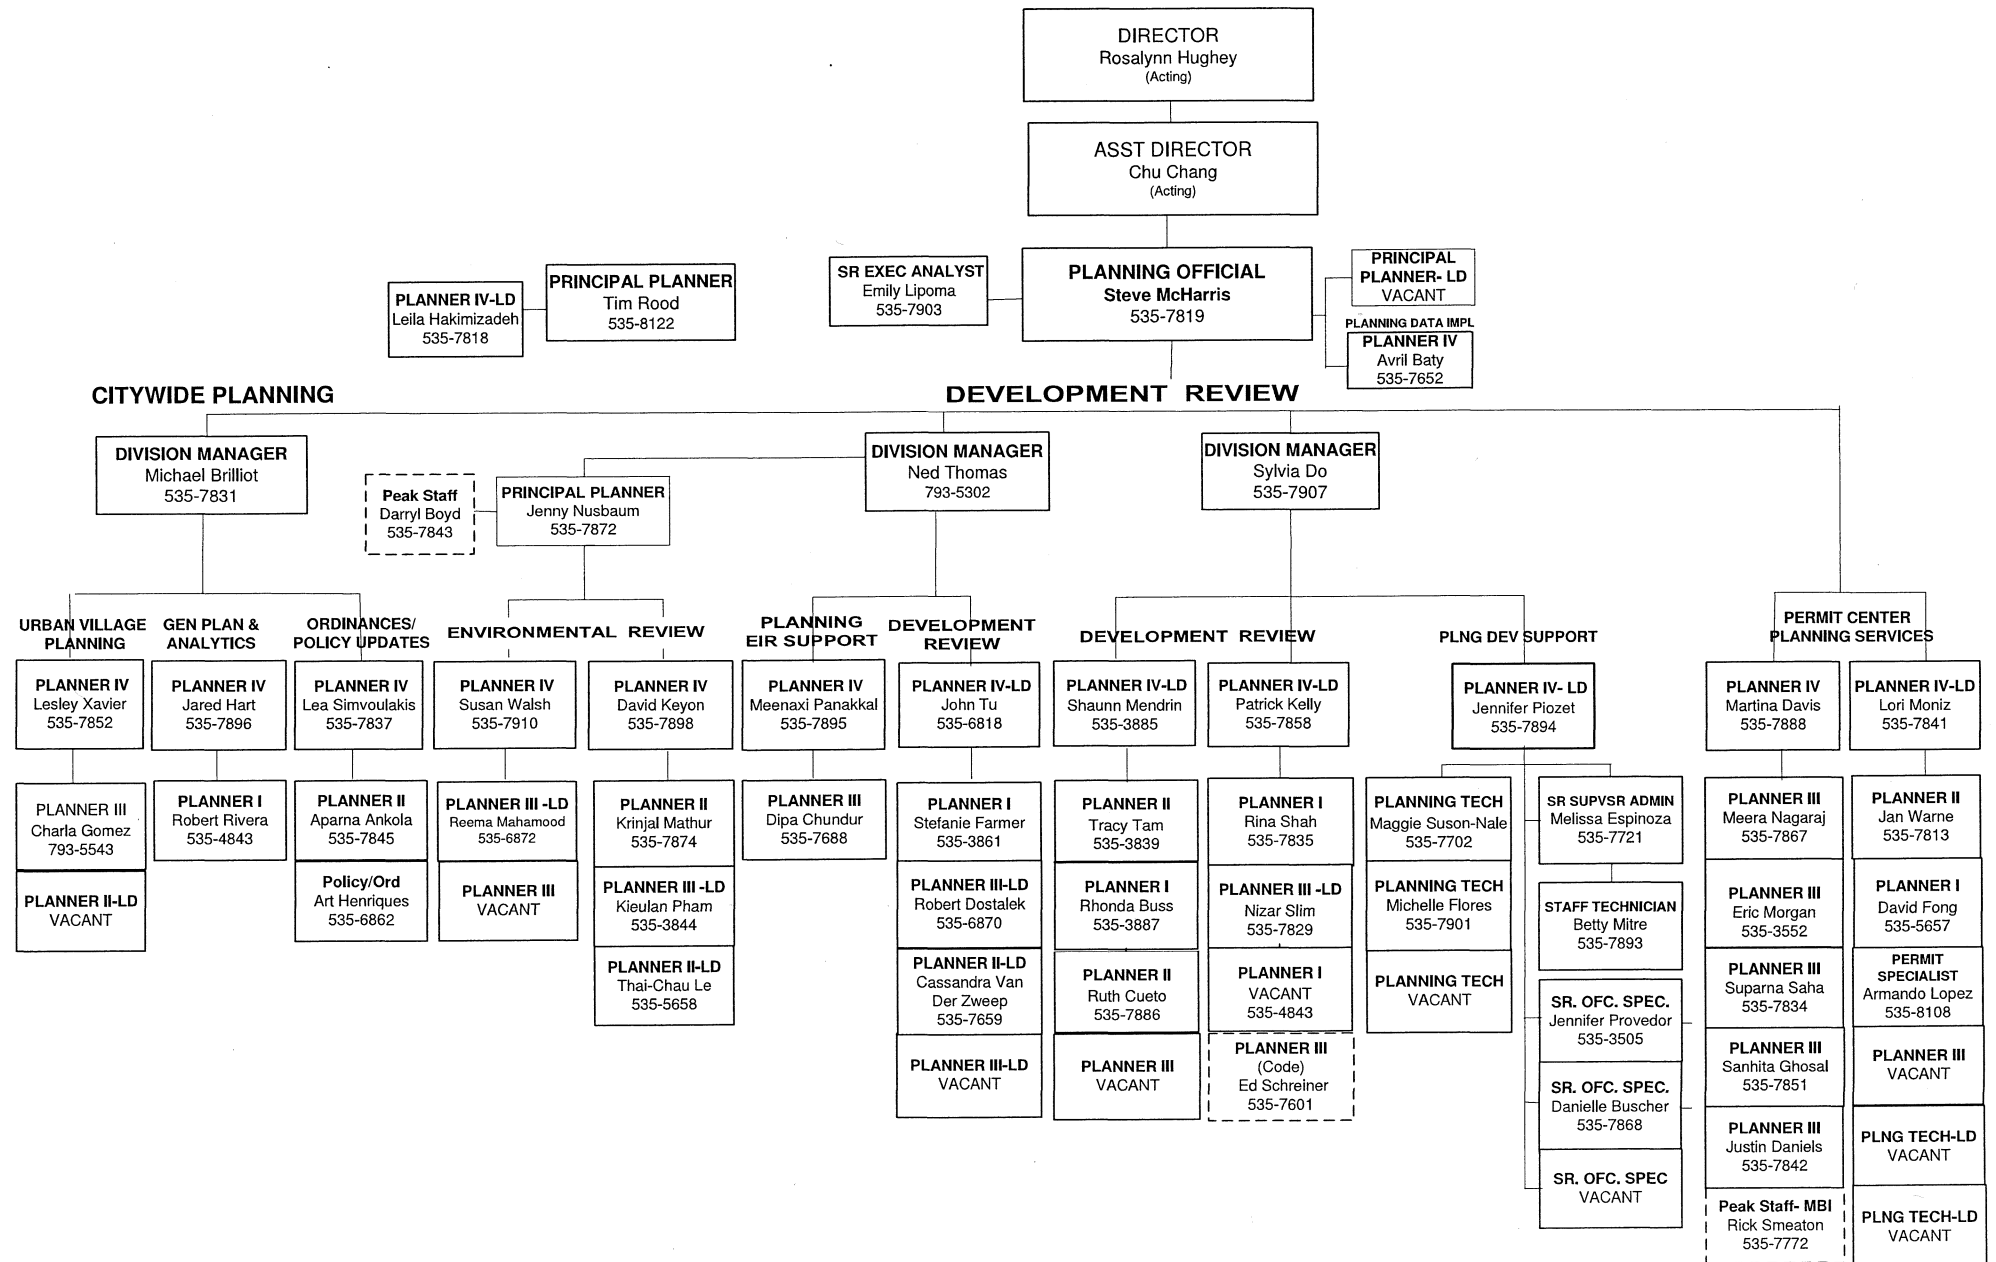 DIRECTOR
Rosalynn Hughey
(Acting)
ASST DIRECTOR
Chu Chang
(Acting)
PLANNER IV-LD
Leila Hakimizadeh
535-7818
PRINCIPAL PLANNER
Tim Rood
535-8122
SR EXEC ANALYST
Emily Lipoma
535-7903
PLANNING OFFICIAL
Steve McHarris
535-7819
PRINCIPAL
PLANNER- LD
VACANT
PLANNING DATA IMPL
PLANNER IV
Avril Baty
535-7652
CITYWIDE PLANNING
DEVELOPMENT REVIEW
DIVISION MANAGER
Michael Brilliot
535-7831
Peak Staff
Darryl Boyd
535-7843
PRINCIPAL PLANNER
Jenny Nusbaum
535-7872
DIVISION MANAGER
Ned Thomas
793-5302
DIVISION MANAGER
Sylvia Do
535-7907
URBAN VILLAGE
PLANNING
GEN PLAN &
ANALYTICS
ORDINANCES/
POLICY UPDATES
ENVIRONMENTAL REVIEW
PLANNING
EIR SUPPORT
DEVELOPMENT
REVIEW
DEVELOPMENT REVIEW
PLNG DEV SUPPORT
PERMIT CENTER
PLANNING SERVICES
PLANNER IV
Lesley Xavier
535-7852
PLANNER IV
Jared Hart
535-7896
PLANNER IV
Lea Simvoulakis
535-7837
PLANNER IV
Susan Walsh
535-7910
PLANNER IV
David Keyon
535-7898
PLANNER IV
Meenaxi Panakkal
535-7895
PLANNER IV-LD
John Tu
535-6818
PLANNER IV-LD
Shaunn Mendrin
535-3885
PLANNER IV-LD
Patrick Kelly
535-7858
PLANNER IV- LD
Jennifer Piozet
535-7894
PLANNER IV
Martina Davis
535-7888
PLANNER IV-LD
Lori Moniz
535-7841
PLANNER III
Charla Gomez
793-5543
PLANNER II-LD
VACANT
PLANNER I
Robert Rivera
535-4843
PLANNER II
Aparna Ankola
535-7845
Policy/Ord
Art Henriques
535-6862
PLANNER III -LD
Reema Mahamood
535-6872
PLANNER III
VACANT
PLANNER II
Krinjal Mathur
535-7874
PLANNER III -LD
Kieulan Pham
535-3844
PLANNER II-LD
Thai-Chau Le
535-5658
PLANNER III
Dipa Chundur
535-7688
PLANNER I
Stefanie Farmer
535-3861
PLANNER III-LD
Robert Dostalek
535-6870
PLANNER II-LD
Cassandra Van
Der Zweep
535-7659
PLANNER III-LD
VACANT
PLANNER II
Tracy Tam
535-3839
PLANNER I
Rhonda Buss
535-3887
PLANNER II
Ruth Cueto
535-7886
PLANNER III
VACANT
PLANNER I
Rina Shah
535-7835
PLANNER III -LD
Nizar Slim
535-7829
PLANNER I
VACANT
535-4843
PLANNER III
(Code)
Ed Schreiner
535-7601
PLANNING TECH
Maggie Suson-Nale
535-7702
PLANNING TECH
Michelle Flores
535-7901
PLANNING TECH
VACANT
SR SUPVSR ADMIN
Melissa Espinoza
535-7721
STAFF TECHNICIAN
Betty Mitre
535-7893
SR. OFC. SPEC.
Jennifer Provedor
535-3505
SR. OFC. SPEC.
Danielle Buscher
535-7868
SR. OFC. SPEC
VACANT
PLANNER III
Meera Nagaraj
535-7867
PLANNER III
Eric Morgan
535-3552
PLANNER III
Suparna Saha
535-7834
PLANNER III
Sanhita Ghosal
535-7851
PLANNER III
Justin Daniels
535-7842
Peak Staff- MBI
Rick Smeaton
535-7772
PLANNER II
Jan Warne
535-7813
PLANNER I
David Fong
535-5657
PERMIT
SPECIALIST
Armando Lopez
535-8108
PLANNER III
VACANT
PLNG TECH-LD
VACANT
PLNG TECH-LD
VACANT